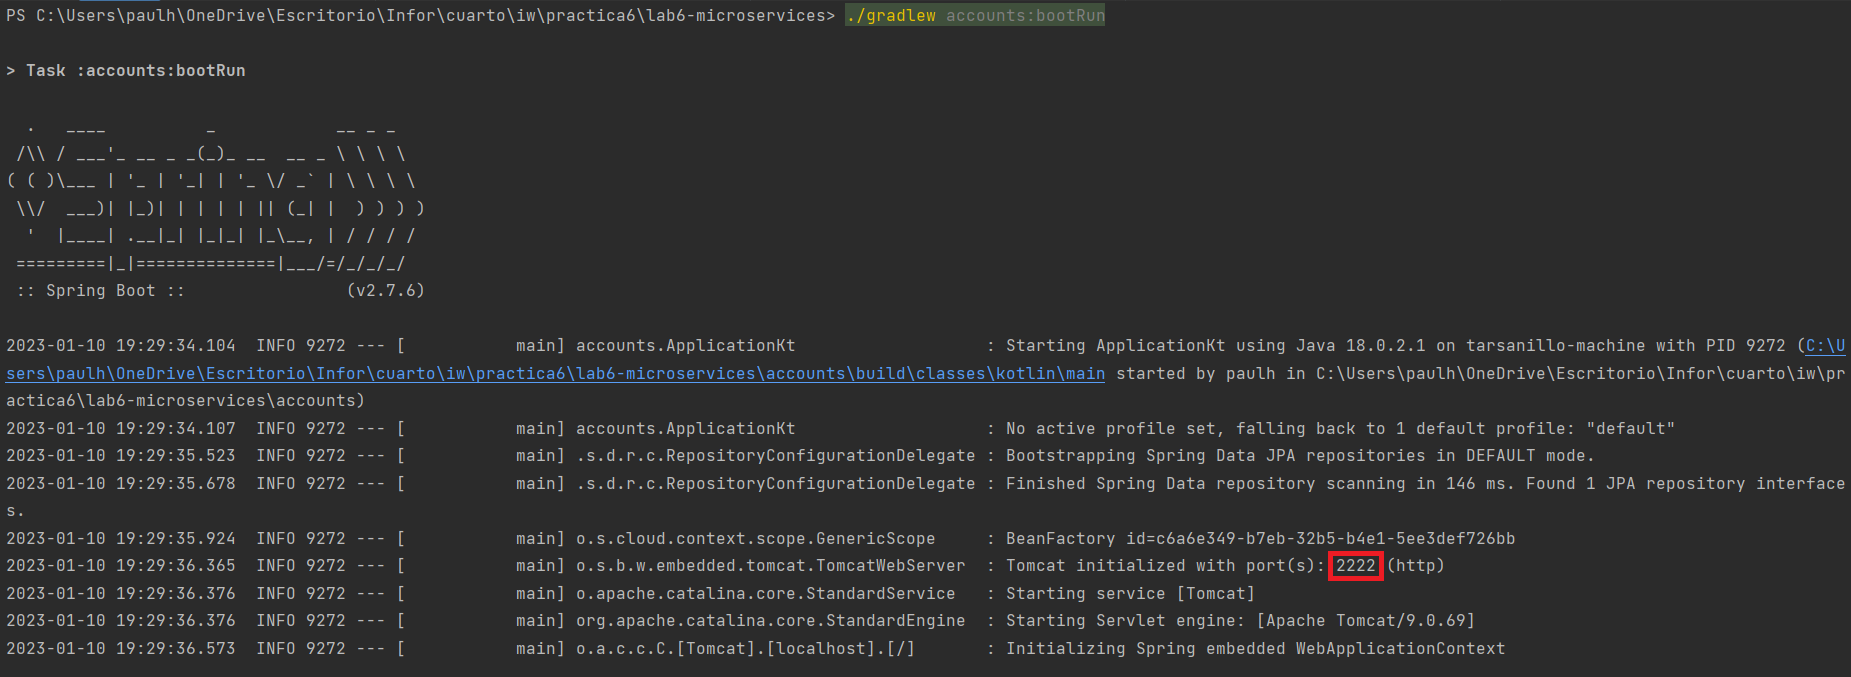 PS C:\Users\paulh\OneDrive\Escritorio\Infor\cuarto\iw\practica6\lab6-microservices> ./gradlew accounts:bootRun
> Task :accounts:bootRun
  .   ____          _            __ _ _
 /\\ / ___'_ __ _ _(_)_ __  __ _ \ \ \ \
( ( )\___ | '_ | '_| | '_ \/ _` | \ \ \ \
 \\/  ___)| |_)| | | | | || (_| |  ) ) ) )
  '  |____| .__|_| |_|_| |_\__, | / / / /
 =========|_|==============|___/=/_/_/_/
 :: Spring Boot ::                (v2.7.6)
2023-01-10 19:29:34.104  INFO 9272 --- [           main] accounts.ApplicationKt                   : Starting ApplicationKt using Java 18.0.2.1 on tarsanillo-machine with PID 9272 (C:\U
sers\paulh\OneDrive\Escritorio\Infor\cuarto\iw\practica6\lab6-microservices\accounts\build\classes\kotlin\main started by paulh in C:\Users\paulh\OneDrive\Escritorio\Infor\cuarto\iw\pr
actica6\lab6-microservices\accounts)
2023-01-10 19:29:34.107  INFO 9272 --- [           main] accounts.ApplicationKt                   : No active profile set, falling back to 1 default profile: "default"
2023-01-10 19:29:35.523  INFO 9272 --- [           main] .s.d.r.c.RepositoryConfigurationDelegate : Bootstrapping Spring Data JPA repositories in DEFAULT mode.
2023-01-10 19:29:35.678  INFO 9272 --- [           main] .s.d.r.c.RepositoryConfigurationDelegate : Finished Spring Data repository scanning in 146 ms. Found 1 JPA repository interface
s.
2023-01-10 19:29:35.924  INFO 9272 --- [           main] o.s.cloud.context.scope.GenericScope     : BeanFactory id=c6a6e349-b7eb-32b5-b4e1-5ee3def726bb
2023-01-10 19:29:36.365  INFO 9272 --- [           main] o.s.b.w.embedded.tomcat.TomcatWebServer  : Tomcat initialized with port(s): 2222 (http)
2023-01-10 19:29:36.376  INFO 9272 --- [           main] o.apache.catalina.core.StandardService   : Starting service [Tomcat]
2023-01-10 19:29:36.376  INFO 9272 --- [           main] org.apache.catalina.core.StandardEngine  : Starting Servlet engine: [Apache Tomcat/9.0.69]
2023-01-10 19:29:36.573  INFO 9272 --- [           main] o.a.c.c.C.[Tomcat].[localhost].[/]       : Initializing Spring embedded WebApplicationContext